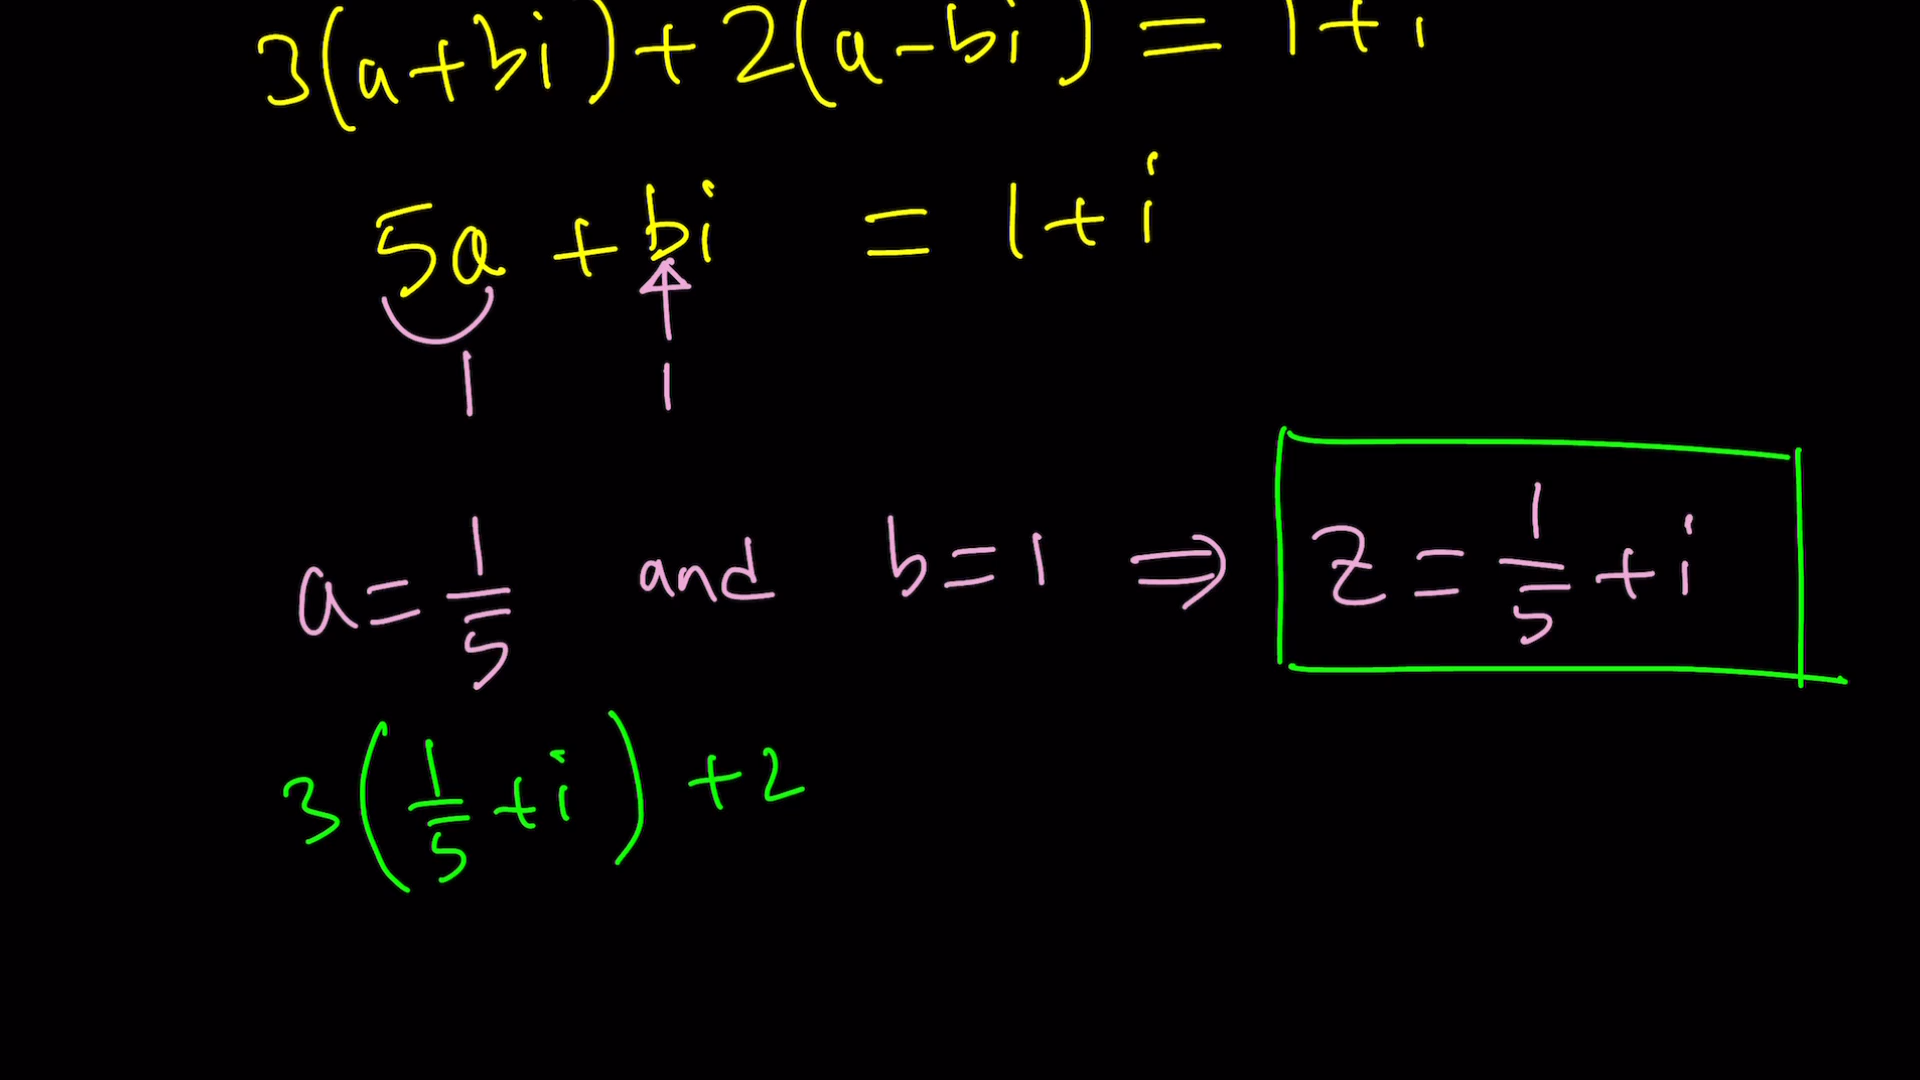 3(a+bi)+2(a-bi) = 1+i
5a + bi = 1+i
1 1
a = 1/5 and b = 1 ⇒ z = 1/5 + i
3(1/5 + i) + 2